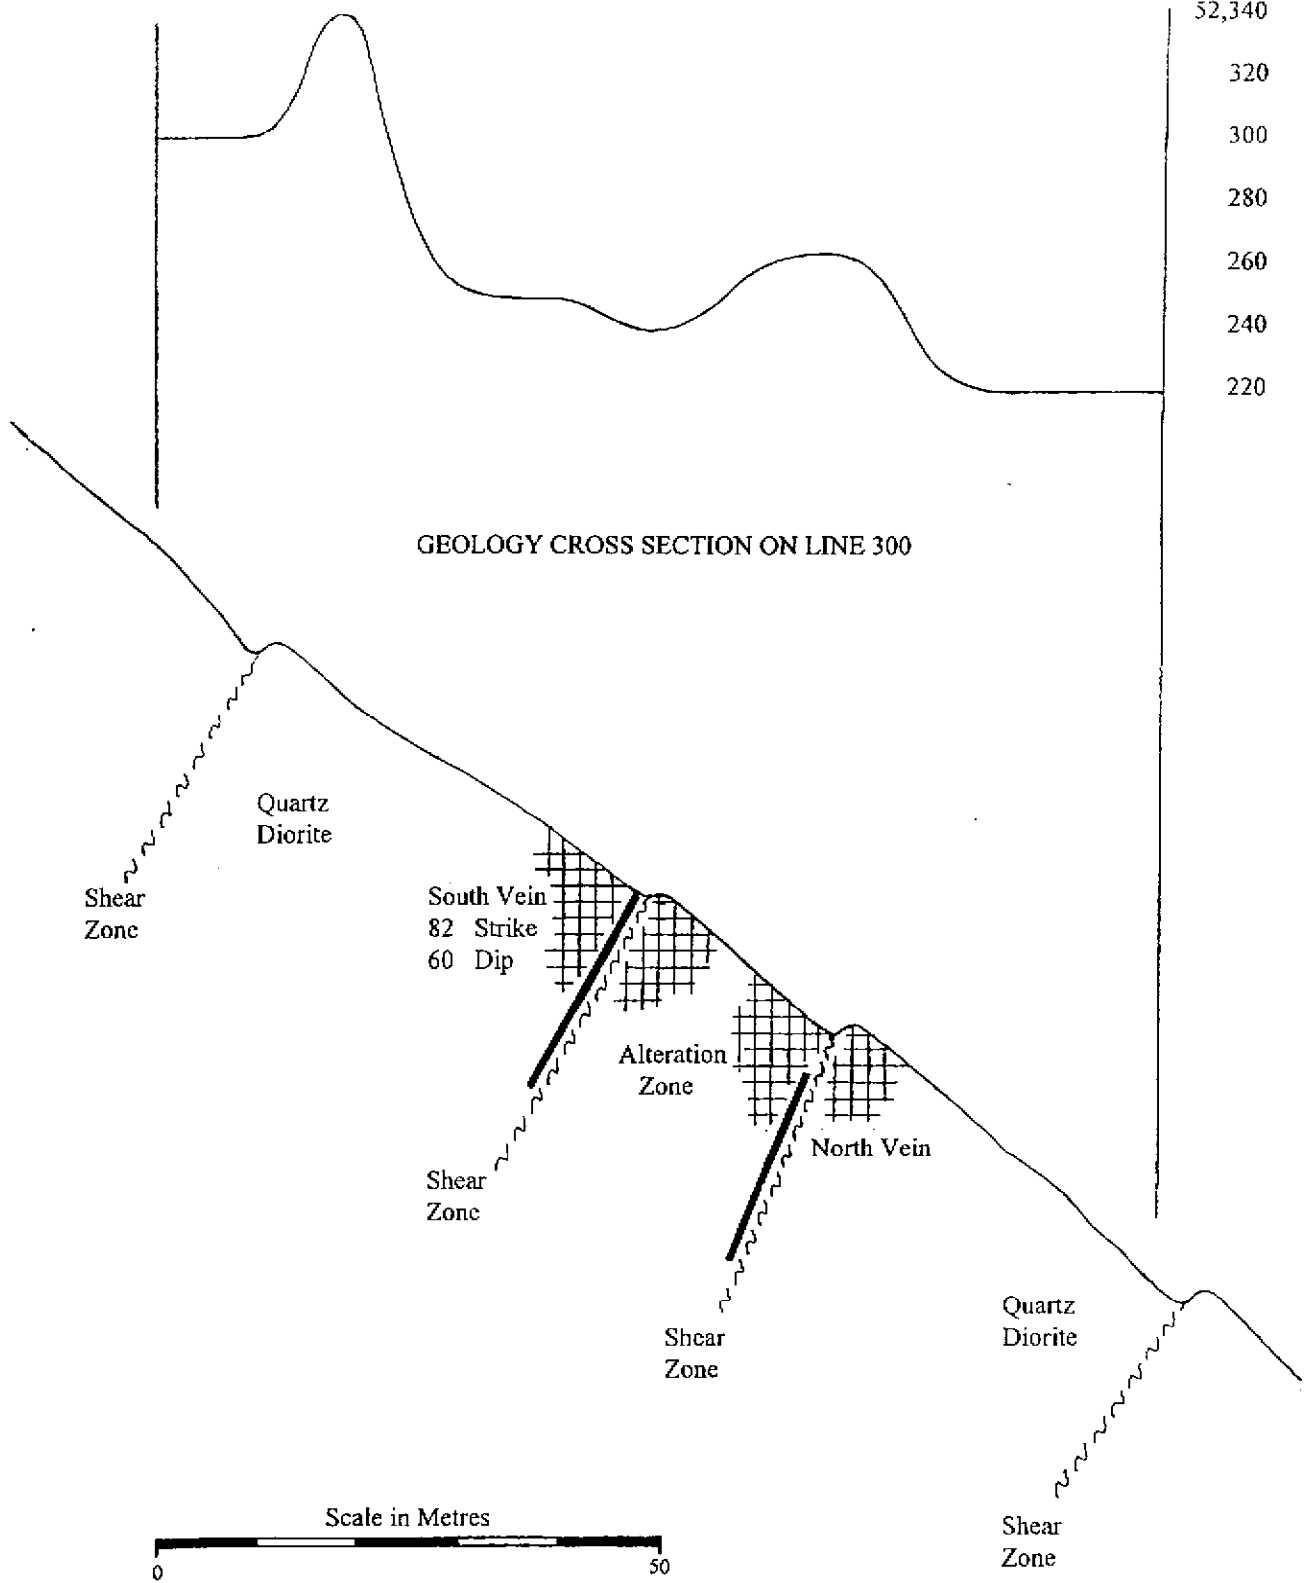 52,340
320
300
280
260
240
220
GEOLOGY CROSS SECTION ON LINE 300
Quartz
Diorite
Shear
Zone
South Vein
82 Strike
60 Dip
Alteration
Zone
North Vein
Shear
Zone
Shear
Zone
Quartz
Diorite
Shear
Zone
Scale in Metres
0
50